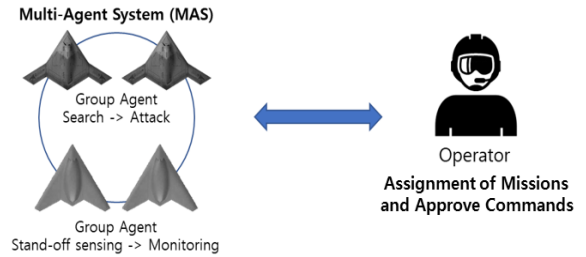 Multi-Agent System (MAS)
Group Agent
Search -> Attack
Group Agent
Stand-off sensing -> Monitoring
Operator
Assignment of Missions
and Approve Commands